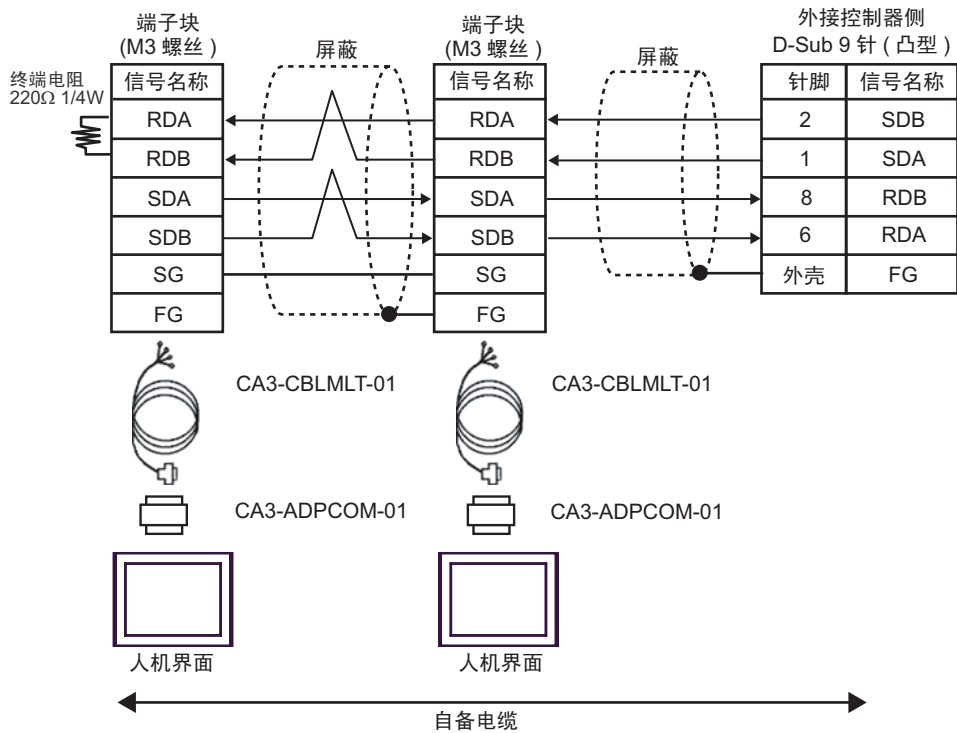 端子块
(M3 螺丝 )
端子块
(M3 螺丝 )
外接控制器侧
D-Sub 9 针 ( 凸型 )
屏蔽
屏蔽
终端电阻
220Ω 1/4W
信号名称
信号名称
针脚 信号名称
RDA
RDA
2 SDB
RDB
RDB
1 SDA
SDA
SDA
8 RDB
SDB
SDB
6 RDA
SG
SG
外壳 FG
FG
FG
CA3-CBLMLT-01
CA3-CBLMLT-01
CA3-ADPCOM-01
CA3-ADPCOM-01
人机界面
人机界面
自备电缆